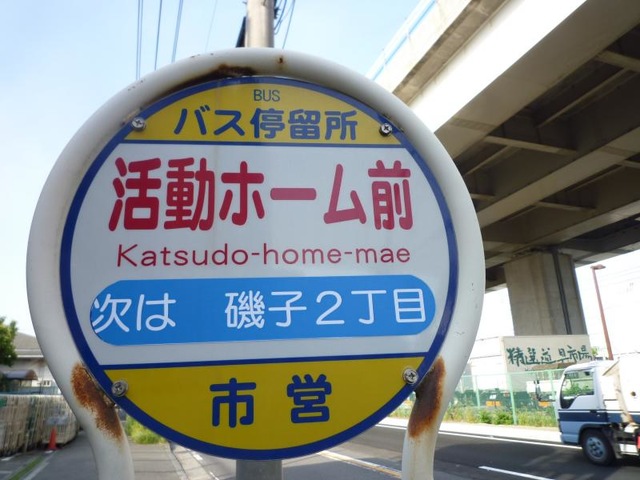 BUS
バス停留所
活動ホーム前
Katsudo-home-mae
次は 磯子2丁目
市営